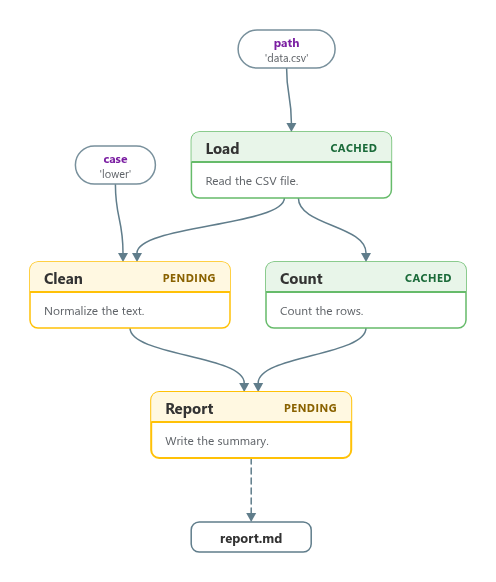 path
'data.csv'
Load CACHED
Read the CSV file.
case
'lower'
Clean PENDING
Normalize the text.
Count CACHED
Count the rows.
Report PENDING
Write the summary.
report.md